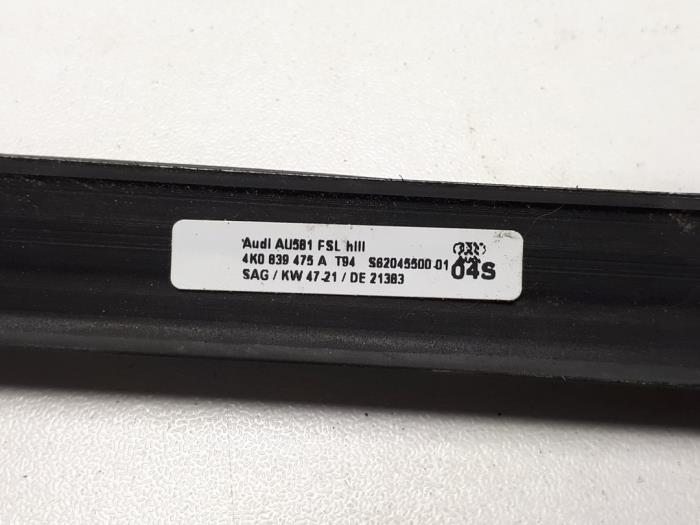 Audi AU581 FSL hlll
4K0 839 475 A T94 S62045500-01
SAG / KW 47-21 / DE 21383
04S